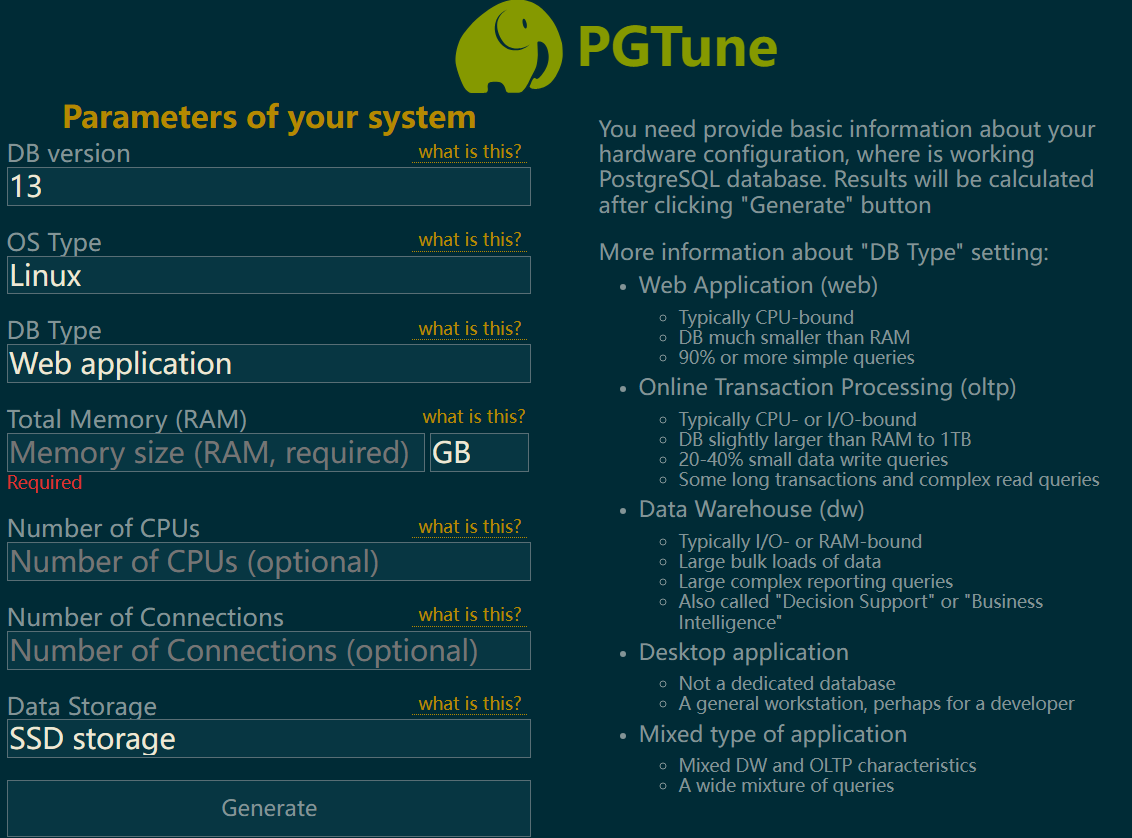 PGTune
Parameters of your system
DB version what is this?
13
OS Type what is this?
Linux
DB Type what is this?
Web application
Total Memory (RAM) what is this?
Memory size (RAM, required) GB
Required
Number of CPUs what is this?
Number of CPUs (optional)
Number of Connections what is this?
Number of Connections (optional)
Data Storage what is this?
SSD storage
Generate
You need provide basic information about your
hardware configuration, where is working
PostgreSQL database. Results will be calculated
after clicking "Generate" button
More information about "DB Type" setting:
Web Application (web)
Typically CPU-bound
DB much smaller than RAM
90% or more simple queries
Online Transaction Processing (oltp)
Typically CPU- or I/O-bound
DB slightly larger than RAM to 1TB
20-40% small data write queries
Some long transactions and complex read queries
Data Warehouse (dw)
Typically I/O- or RAM-bound
Large bulk loads of data
Large complex reporting queries
Also called "Decision Support" or "Business
Intelligence"
Desktop application
Not a dedicated database
A general workstation, perhaps for a developer
Mixed type of application
Mixed DW and OLTP characteristics
A wide mixture of queries